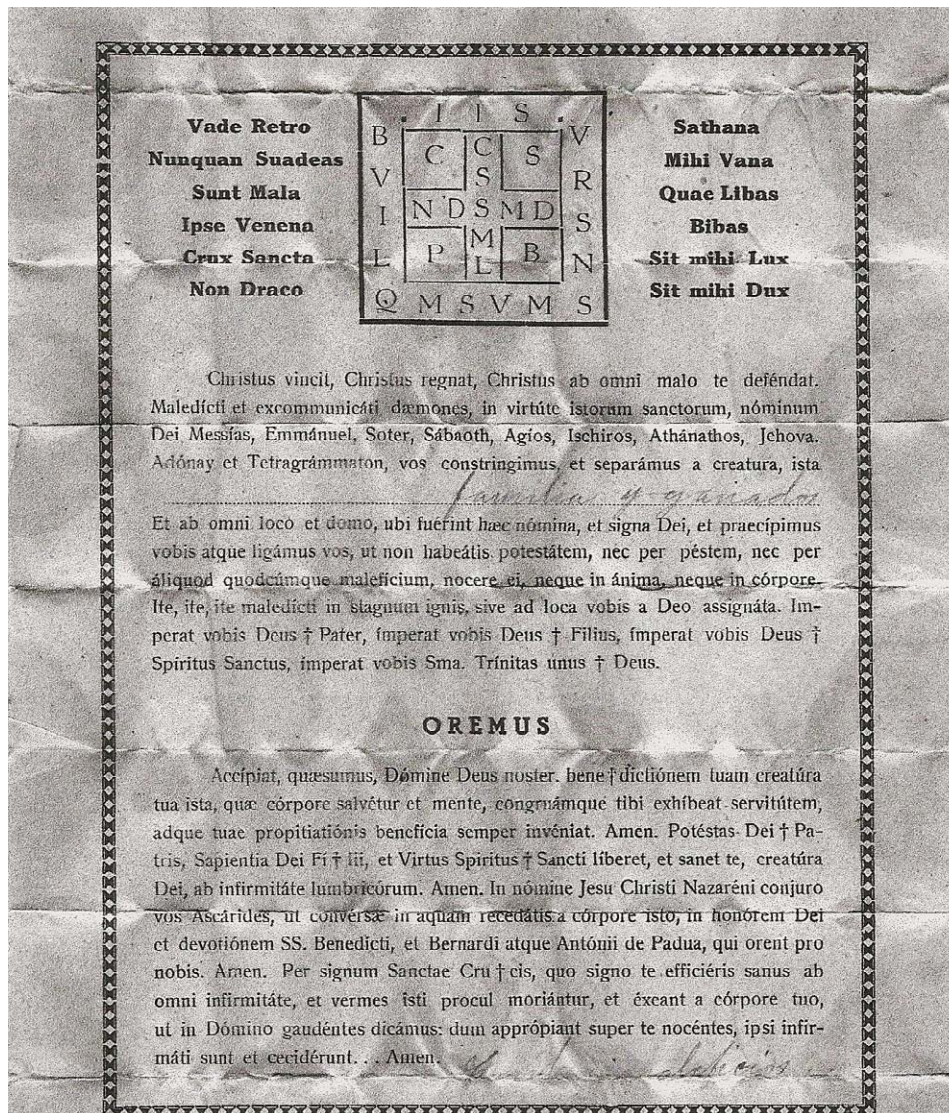 Vade Retro
Nunquan Suadeas
Sunt Mala
Ipse Venena
Crux Sancta
Non Draco
I I S
B V
C C S
V S R
N D S M D
I S
P M B
L L N
Q M S V M S
Sathana
Mihi Vana
Quae Libas
Bibas
Sit mihi Lux
Sit mihi Dux
Christus vincit, Christus regnat, Christus ab omni malo te deféndat.
Maledícti et excommunicáti dæmones, in virtúte istorum sanctorum, nóminum
Dei Messías, Emmánuel, Soter, Sábaoth, Agíos, Ischiros, Athánathos, Jehova.
Adónay et Tetragrámmaton, vos constringimus, et separámus a creatura, ista
familias y ganados
Et ab omni loco et domo, ubi fuérint hæc nómina, et signa Dei, et praecípimus
vobis atque ligámus vos, ut non habeátis potestátem, nec per péstem, nec per
áliquod quodcúmque maleficium, nocere ei, neque in ánima, neque in córpore.
Ite, ite, ite maledícti in stagnum ignis, sive ad loca vobis a Deo assignáta. Im-
perat vobis Deus † Pater, ímperat vobis Deus † Filius, ímperat vobis Deus †
Spíritus Sanctus, ímperat vobis Sma. Trínitas unus † Deus.
OREMUS
Accípiat, quæsumus, Dómine Deus noster. bene†dictiónem tuam creatúra
tua ista, quæ córpore salvétur et mente, congruámque tibi exhíbeat servitútem,
adque tuae propitiatiónis benefícia semper invéniat. Amen. Potéstas Dei † Pa-
tris, Sapientia Dei Fí † lii, et Virtus Spiritus † Sancti líberet, et sanet te, creatúra
Dei, ab infirmitáte lumbricórum. Amen. In nómine Jesu Christi Nazaréni conjuro
vos Ascárides, ut conversæ in aquam recedátis a córpore isto, in honórem Dei
et devotiónem SS. Benedicti, et Bernardi atque Antónii de Padua, qui orent pro
nobis. Amen. Per signum Sanctae Cru†cis, quo signo te efficiéris sanus ab
omni infirmitáte, et vermes isti procul moriántur, et éxeant a córpore tuo,
ut in Dómino gaudéntes dicámus: dum apprópiant super te nocéntes, ipsi infir-
máti sunt et cecidérunt. . . Amen.